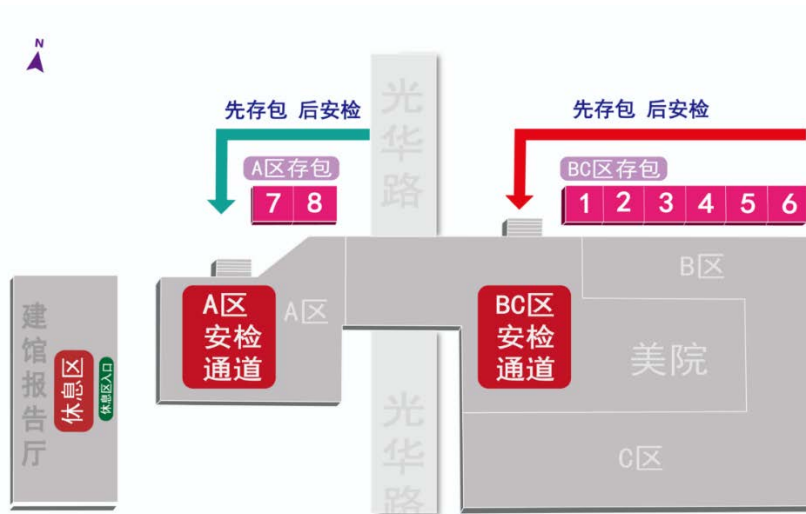 N
先存包 后安检
A区存包
7 8
光华路
先存包 后安检
BC区存包
1 2 3 4 5 6
建馆报告厅
休息区
休息区入口
A区
安检
通道
A区
BC区
安检
通道
B区
美院
C区
光华路